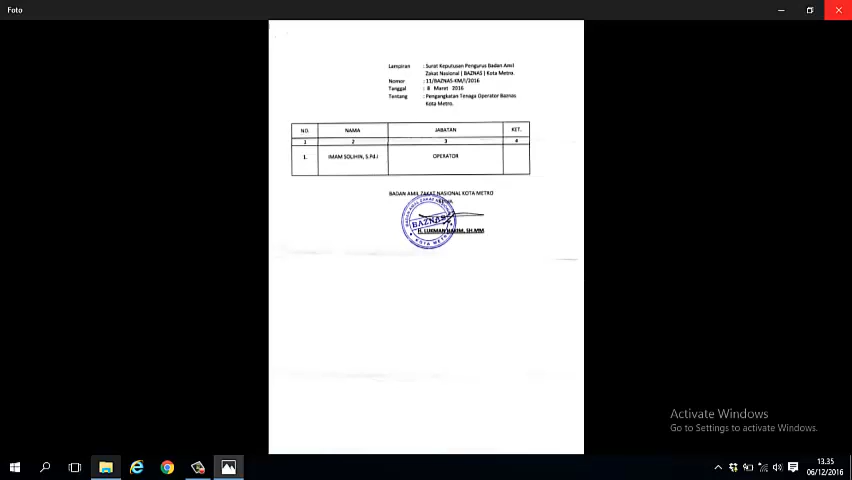 Foto
Lampiran : Surat Keputusan Pengurus Badan Amil
Zakat Nasional ( BAZNAS ) Kota Metro.
Nomor : 11/BAZNAS-KM/I/2016
Tanggal : 8 Maret 2016
Tentang : Pengangkatan Tenaga Operator Baznas
Kota Metro.
NO. NAMA JABATAN KET.
1 2 3 4
1. IMAM SOLIHIN, S.Pd.I OPERATOR
BADAN AMIL ZAKAT NASIONAL KOTA METRO
KETUA
BAZNAS
KOTA METRO
H. LUKMAN HAKIM, SH.MM
Activate Windows
Go to Settings to activate Windows.
13.35
06/12/2016